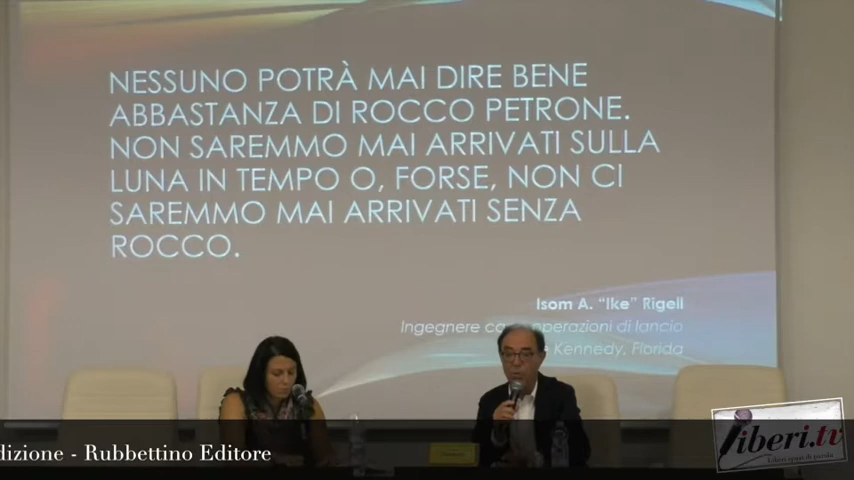 NESSUNO POTRÀ MAI DIRE BENE
ABBASTANZA DI ROCCO PETRONE.
NON SAREMMO MAI ARRIVATI SULLA
LUNA IN TEMPO O, FORSE, NON CI
SAREMMO MAI ARRIVATI SENZA
ROCCO.
Isom A. "Ike" Rigell
Ingegnere operazioni di lancio
Kennedy, Florida
dizione - Rubbettino Editore
liberi.tv